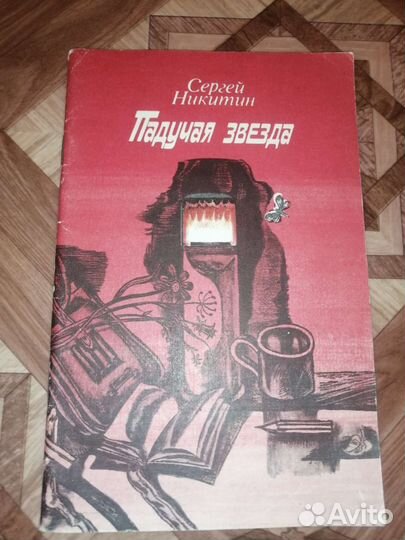 Сергей
Никитин
Падучая звезда
Avito